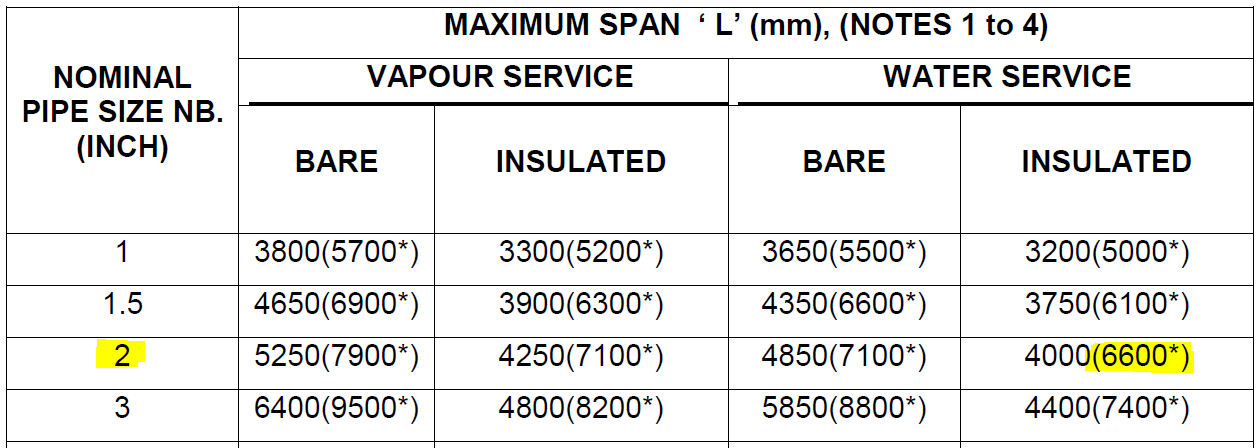 MAXIMUM SPAN ‘ L’ (mm), (NOTES 1 to 4)
NOMINAL PIPE SIZE NB. (INCH)
VAPOUR SERVICE WATER SERVICE
BARE INSULATED BARE INSULATED
1 3800(5700*) 3300(5200*) 3650(5500*) 3200(5000*)
1.5 4650(6900*) 3900(6300*) 4350(6600*) 3750(6100*)
2 5250(7900*) 4250(7100*) 4850(7100*) 4000(6600*)
3 6400(9500*) 4800(8200*) 5850(8800*) 4400(7400*)